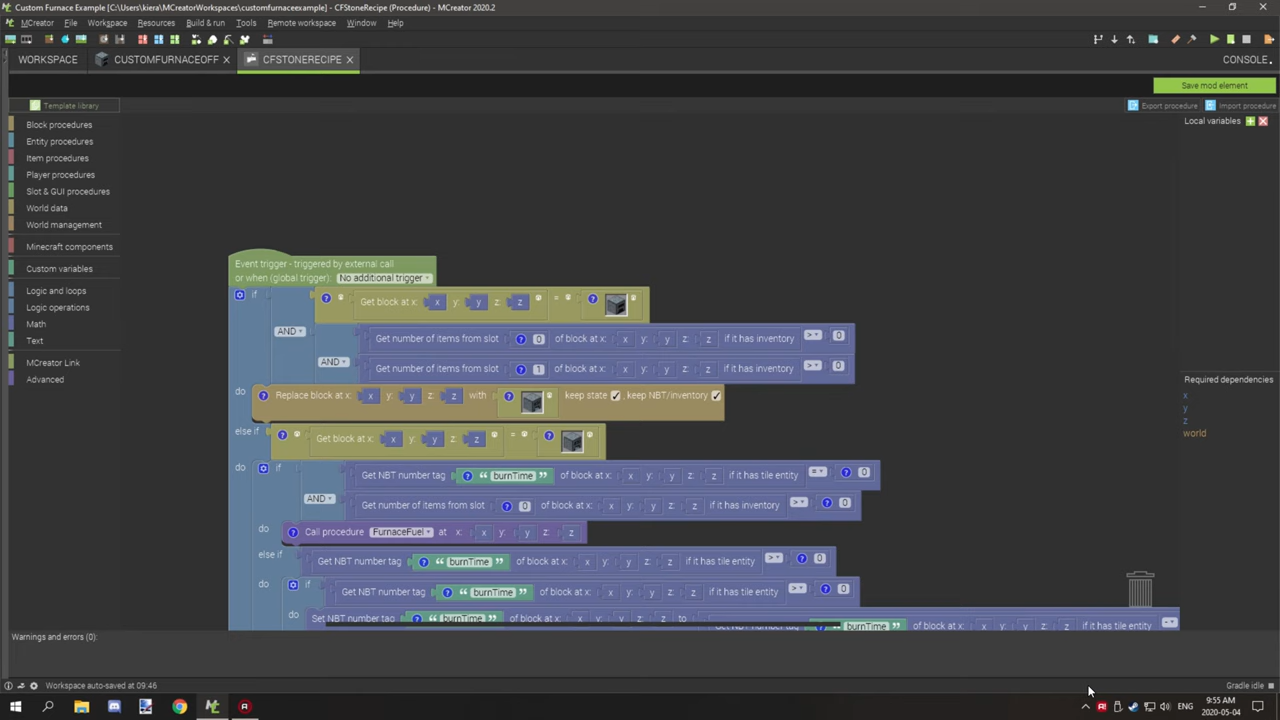 Custom Furnace Example [C:\Users\kiera\MCreatorWorkspaces\customfurnaceexample] - CFStoneRecipe (Procedure) - MCreator 2020.2
MCreator File Workspace Resources Build & run Tools Remote workspace Window Help
WORKSPACE CUSTOMFURNACEOFF × CFSTONERECIPE × CONSOLE
Save mod element
Template library Export procedure Import procedure
Block procedures
Entity procedures
Item procedures
Player procedures
Slot & GUI procedures
World data
World management
Minecraft components
Custom variables
Logic and loops
Logic operations
Math
Text
MCreator Link
Advanced
Local variables
Event trigger - triggered by external call
or when (global trigger): No additional trigger
if Get block at x: x y: y z: z =
AND Get number of items from slot 0 of block at x: x y: y z: z if it has inventory > 0
AND Get number of items from slot 1 of block at x: x y: y z: z if it has inventory > 0
do Replace block at x: x y: y z: z with keep state ✓, keep NBT/inventory ✓
else if Get block at x: x y: y z: z =
do if Get NBT number tag “ burnTime ” of block at x: x y: y z: z if it has tile entity = 0
AND Get number of items from slot 0 of block at x: x y: y z: z if it has inventory > 0
do Call procedure FurnaceFuel at x: x y: y z: z
else if Get NBT number tag “ burnTime ” of block at x: x y: y z: z if it has tile entity > 0
do if Get NBT number tag “ burnTime ” of block at x: x y: y z: z if it has tile entity > 0
do Set NBT number tag “ burnTime ” of block at x: x y: y z: z to Get NBT number tag “ burnTime ” of block at x: x y: y z: z if it has tile entity -
Required dependencies
x
y
z
world
Warnings and errors (0):
Workspace auto-saved at 09:46 Gradle idle
ENG 9:55 AM
2020-05-04